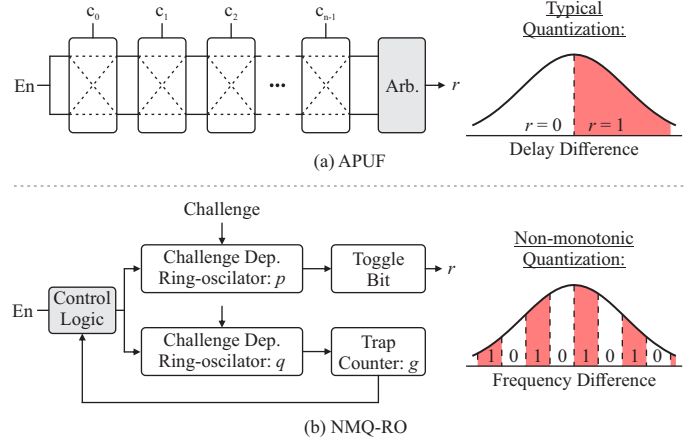 c0 c1 c2 cn-1
En ... Arb. r
(a) APUF
Typical
Quantization:
r = 0 r = 1
Delay Difference
Challenge
En Control
Logic
Challenge Dep.
Ring-oscilator: p
Toggle
Bit
r
Challenge Dep.
Ring-oscilator: q
Trap
Counter: g
(b) NMQ-RO
Non-monotonic
Quantization:
1 0 1 0 1 0 1 0
Frequency Difference